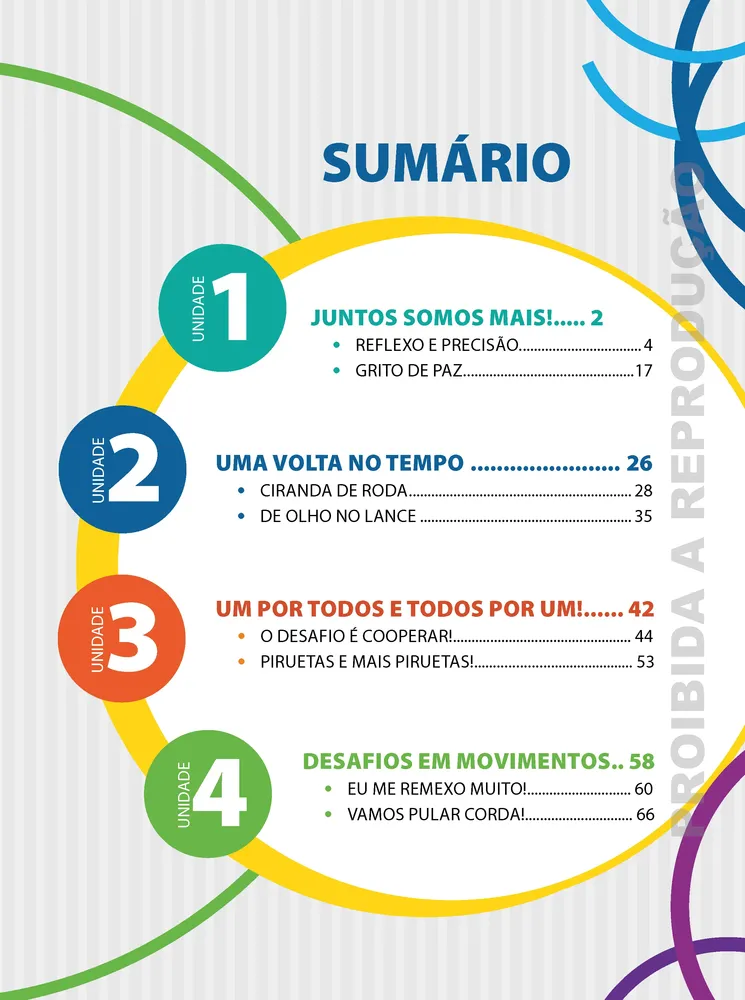 SUMÁRIO
UNIDADE 1
JUNTOS SOMOS MAIS!..... 2
• REFLEXO E PRECISÃO............................... 4
• GRITO DE PAZ...........................................17
UNIDADE 2
UMA VOLTA NO TEMPO ....................... 26
• CIRANDA DE RODA........................................................ 28
• DE OLHO NO LANCE ..................................................... 35
UNIDADE 3
UM POR TODOS E TODOS POR UM!...... 42
• O DESAFIO É COOPERAR!............................................. 44
• PIRUETAS E MAIS PIRUETAS!........................................ 53
UNIDADE 4
DESAFIOS EM MOVIMENTOS.. 58
• EU ME REMEXO MUITO!.......................... 60
• VAMOS PULAR CORDA!........................... 66
PROIBIDA A REPRODUÇÃO